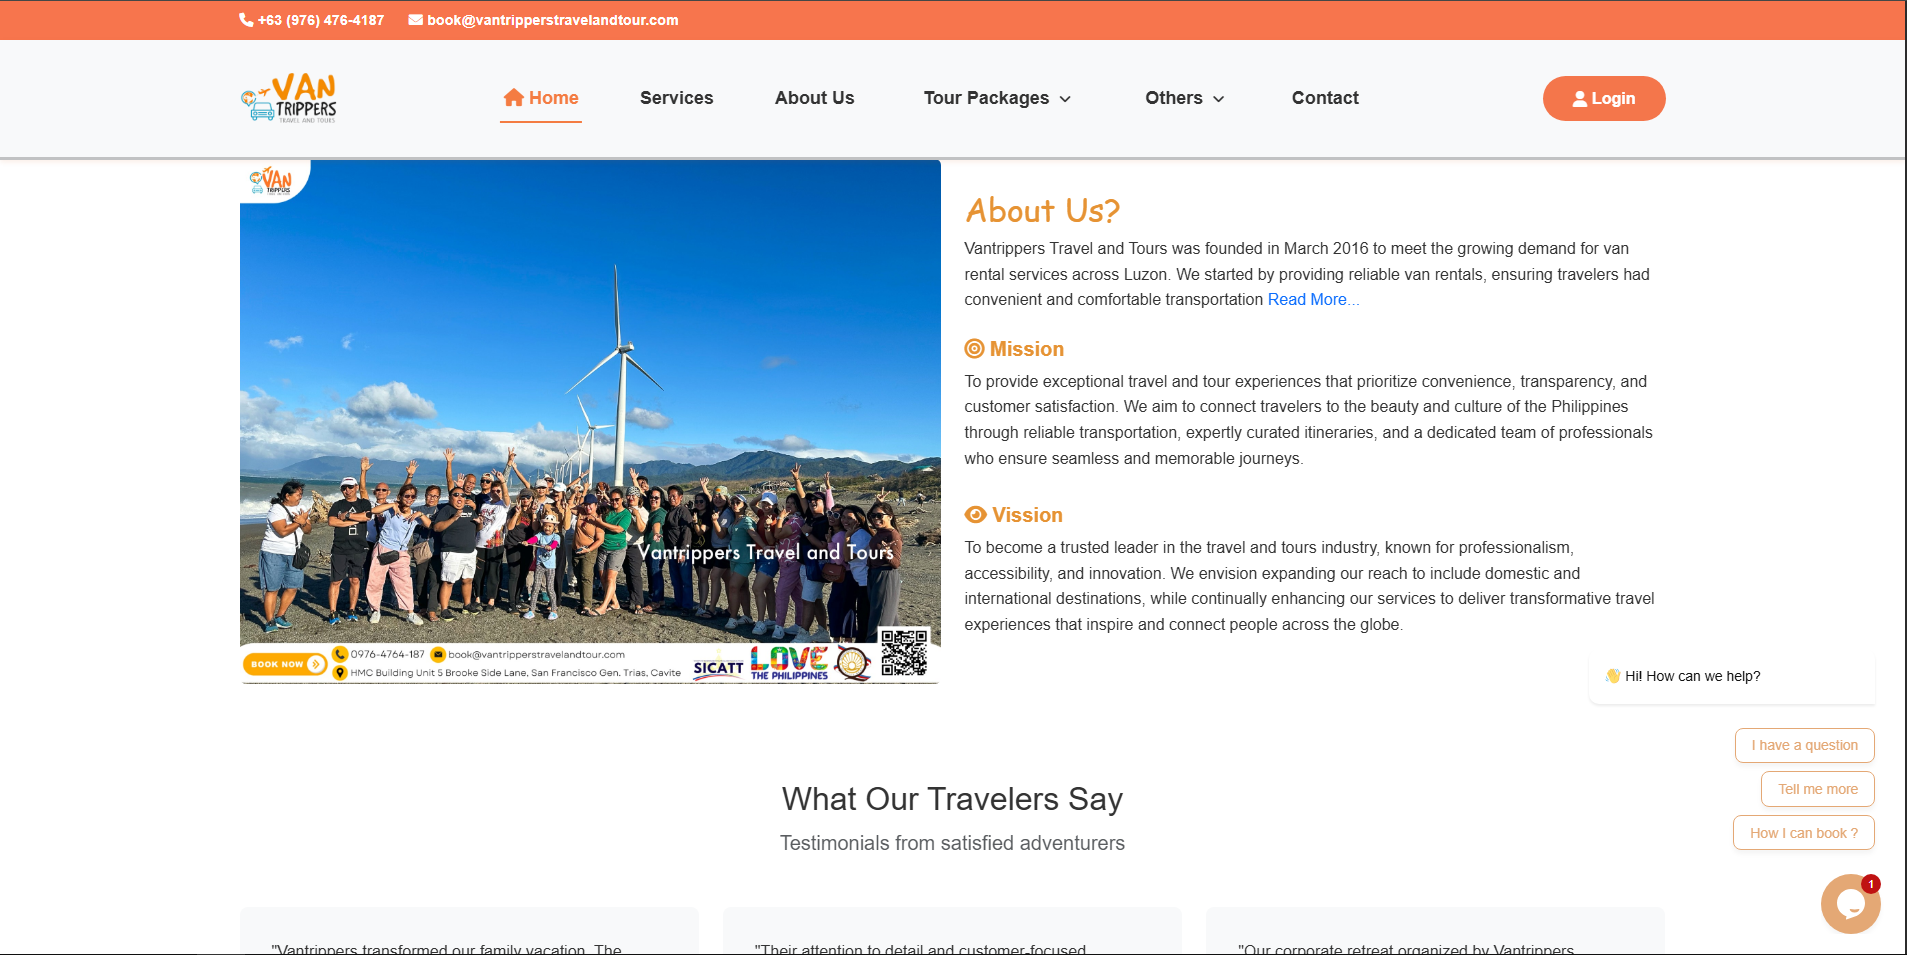 +63 (976) 476-4187 book@vantripperstravelandtour.com
VAN
TRIPPERS
TRAVEL AND TOURS
Home Services About Us Tour Packages Others Contact Login
VAN
TRIPPERS
Vantrippers Travel and Tours
BOOK NOW
0976-4764-187 book@vantripperstravelandtour.com
HMC Building Unit 5 Brooke Side Lane, San Francisco Gen. Trias, Cavite
SICATT
LOVE
THE PHILIPPINES
About Us?
Vantrippers Travel and Tours was founded in March 2016 to meet the growing demand for van
rental services across Luzon. We started by providing reliable van rentals, ensuring travelers had
convenient and comfortable transportation Read More...
Mission
To provide exceptional travel and tour experiences that prioritize convenience, transparency, and
customer satisfaction. We aim to connect travelers to the beauty and culture of the Philippines
through reliable transportation, expertly curated itineraries, and a dedicated team of professionals
who ensure seamless and memorable journeys.
Vission
To become a trusted leader in the travel and tours industry, known for professionalism,
accessibility, and innovation. We envision expanding our reach to include domestic and
international destinations, while continually enhancing our services to deliver transformative travel
experiences that inspire and connect people across the globe.
👋 Hi! How can we help?
I have a question
Tell me more
How I can book ?
1
What Our Travelers Say
Testimonials from satisfied adventurers
"Vantrippers transformed our family vacation. The
"Their attention to detail and customer-focused
"Our corporate retreat organized by Vantrippers